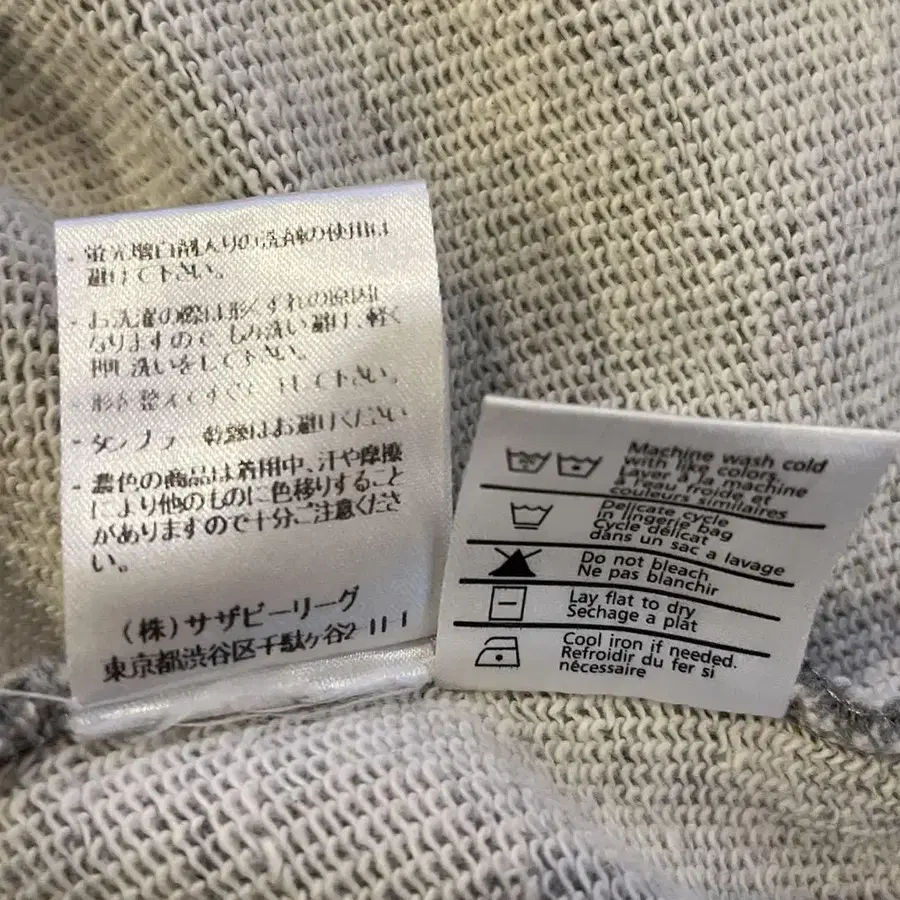 ・蛍光増白剤入りの洗剤の使用は
避けて下さい。
・お洗濯の際は形くずれの原因に
なりますので、もみ洗い避け、軽く
押し洗いをして下さい。
・形を整えてすぐ干して下さい。
・タンブラー乾燥はお避けください
・濃色の商品は着用中、汗や摩擦
により他のものに色移りすること
がありますので十分ご注意くださ
い。
(株)サザビーリーグ
東京都渋谷区千駄ヶ谷2-11-1
Machine wash cold
with like colors.
Laver à la machine
à l'eau froide et
couleurs similaires
Delicate cycle
in lingerie bag
Cycle délicat
dans un sac a lavage
Do not bleach
Ne pas blanchir
Lay flat to dry
Sechage a plat
Cool iron if needed.
Refroidir du fer si
nécessaire